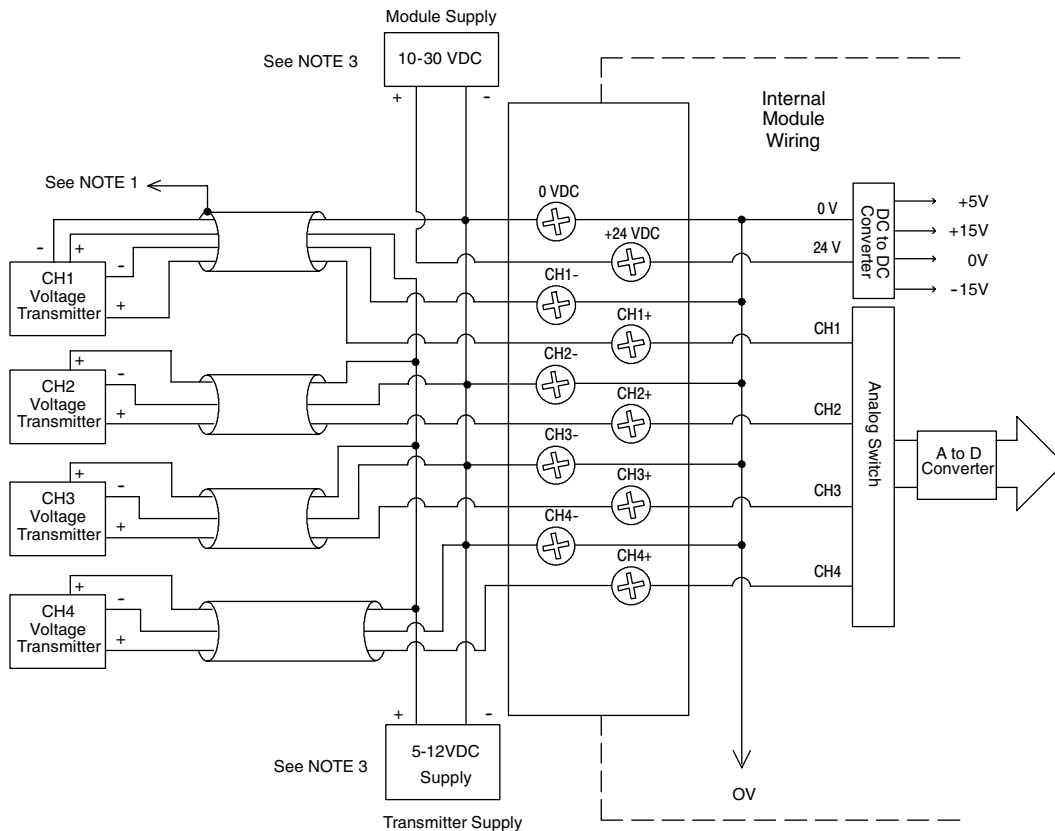 Module Supply
See NOTE 3
10-30 VDC
+
-
Internal
Module
Wiring
See NOTE 1
0 VDC
0 V
DC to DC
Converter
+5V
+15V
0V
-15V
+24 VDC
24 V
-
+
-
+
CH1
Voltage
Transmitter
CH1-
CH1+
CH1
+
-
+
CH2
Voltage
Transmitter
CH2-
CH2+
CH2
Analog Switch
A to D
Converter
+
-
+
CH3
Voltage
Transmitter
CH3-
CH3+
CH3
+
-
+
CH4
Voltage
Transmitter
CH4-
CH4+
CH4
+
-
See NOTE 3
5-12VDC
Supply
Transmitter Supply
OV